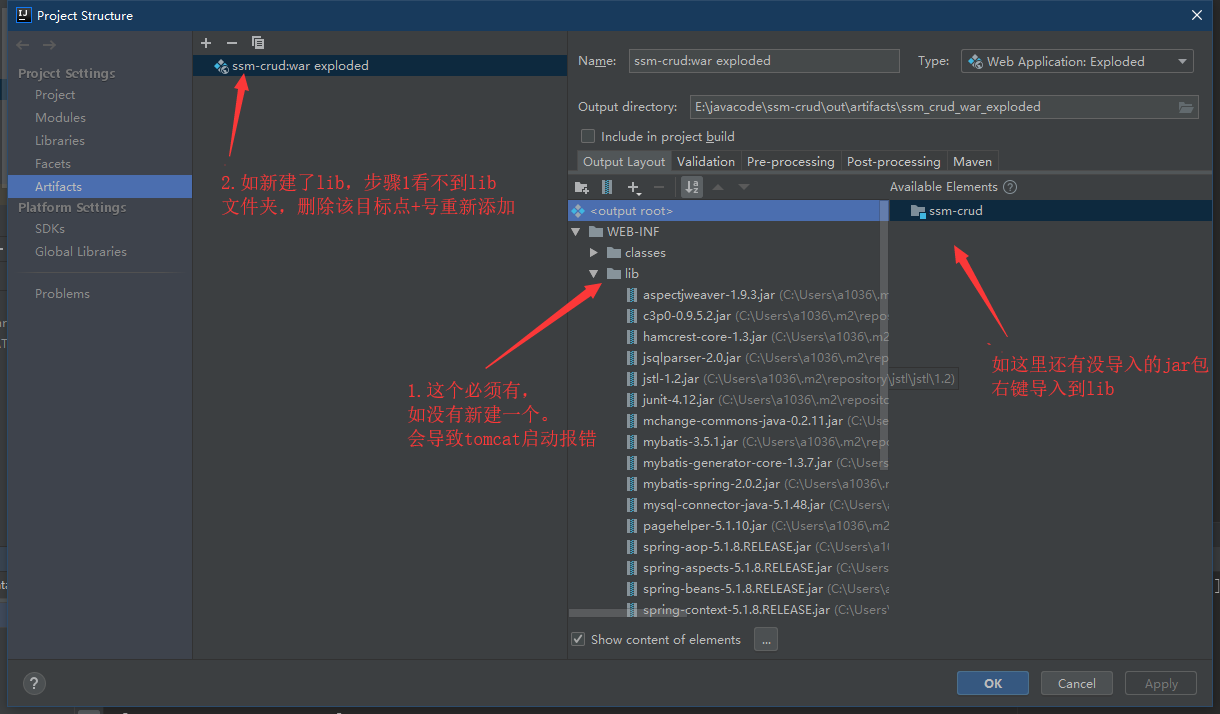 Project Structure
Project Settings
Project
Modules
Libraries
Facets
Artifacts
Platform Settings
SDKs
Global Libraries
Problems
ssm-crud:war exploded
2.如新建了lib，步骤1看不到lib
文件夹，删除该目标点+号重新添加
Name: ssm-crud:war exploded Type: Web Application: Exploded
Output directory: E:\javacode\ssm-crud\out\artifacts\ssm_crud_war_exploded
Include in project build
Output Layout Validation Pre-processing Post-processing Maven
Available Elements ?
<output root>
WEB-INF
classes
lib
aspectjweaver-1.9.3.jar (C:\Users\a1036\.m
c3p0-0.9.5.2.jar (C:\Users\a1036\.m2\repo
hamcrest-core-1.3.jar (C:\Users\a1036\.m2
jsqlparser-2.0.jar (C:\Users\a1036\.m2\rep
jstl-1.2.jar (C:\Users\a1036\.m2\repository\jstl\jstl\1.2)
junit-4.12.jar (C:\Users\a1036\.m2\reposito
mchange-commons-java-0.2.11.jar (C:\Use
mybatis-3.5.1.jar (C:\Users\a1036\.m2\repo
mybatis-generator-core-1.3.7.jar (C:\Users
mybatis-spring-2.0.2.jar (C:\Users\a1036\.r
mysql-connector-java-5.1.48.jar (C:\Users\
pagehelper-5.1.10.jar (C:\Users\a1036\.m2
spring-aop-5.1.8.RELEASE.jar (C:\Users\a10
spring-aspects-5.1.8.RELEASE.jar (C:\Users
spring-beans-5.1.8.RELEASE.jar (C:\Users\a
spring-context-5.1.8.RELEASE.jar (C:\Users\
1.这个必须有，
如没有新建一个。
会导致tomcat启动报错
ssm-crud
如这里还有没导入的jar包
右键导入到lib
Show content of elements ...
?
OK Cancel Apply